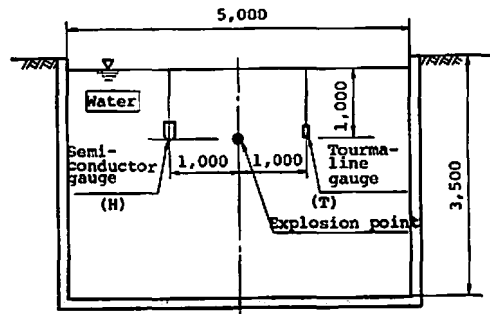 5,000
Water
1,000
Semi-
conductor
gauge
(H)
1,000
1,000
Tourma-
line
gauge
(T)
3,500
Explosion point